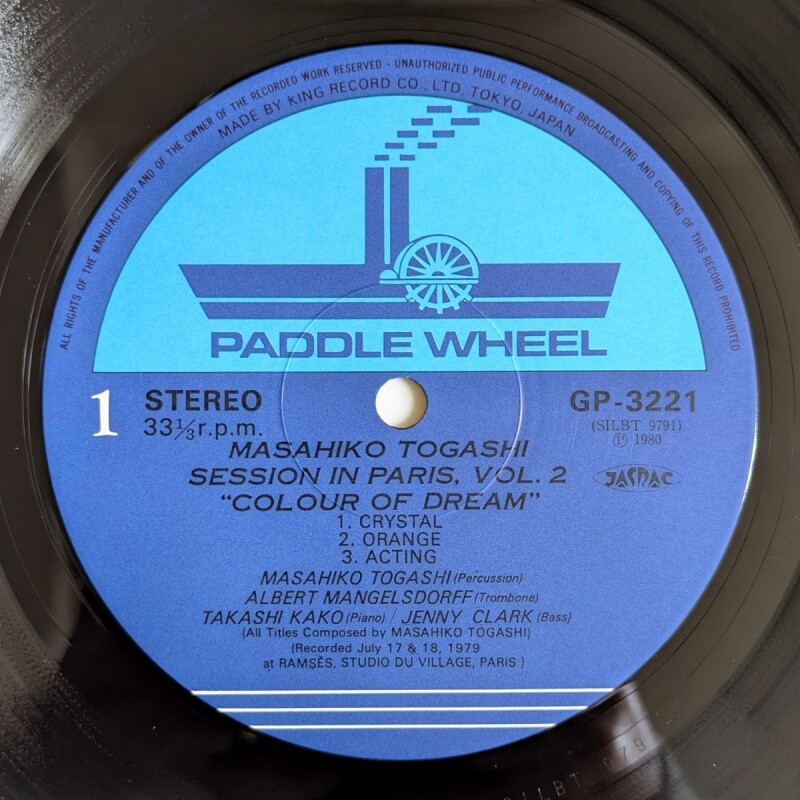 ALL RIGHTS OF THE MANUFACTURER AND OF THE OWNER OF THE RECORDED WORK RESERVED - UNAUTHORIZED PUBLIC PERFORMANCE BROADCASTING AND COPYING OF THIS RECORD PROHIBITED
MADE BY KING RECORD CO., LTD. TOKYO, JAPAN
PADDLE WHEEL
1 STEREO GP-3221
33⅓r.p.m. (SILBT 9791)
Ⓟ 1980
MASAHIKO TOGASHI
SESSION IN PARIS, VOL. 2 JASRAC
"COLOUR OF DREAM"
1. CRYSTAL
2. ORANGE
3. ACTING
MASAHIKO TOGASHI (Percussion)
ALBERT MANGELSDORFF (Trombone)
TAKASHI KAKO (Piano) / JENNY CLARK (Bass)
(All Titles Composed by MASAHIKO TOGASHI)
(Recorded July 17 & 18, 1979
at RAMSÈS, STUDIO DU VILLAGE, PARIS )